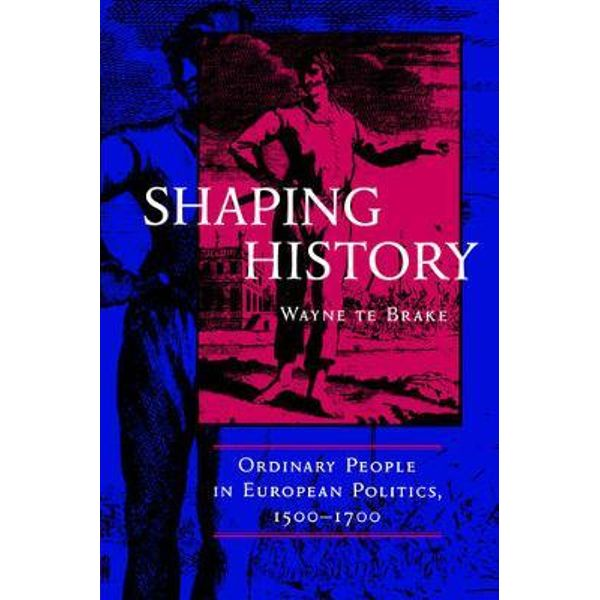 SHAPING
HISTORY
WAYNE TE BRAKE
ORDINARY PEOPLE
IN EUROPEAN POLITICS,
1500–1700